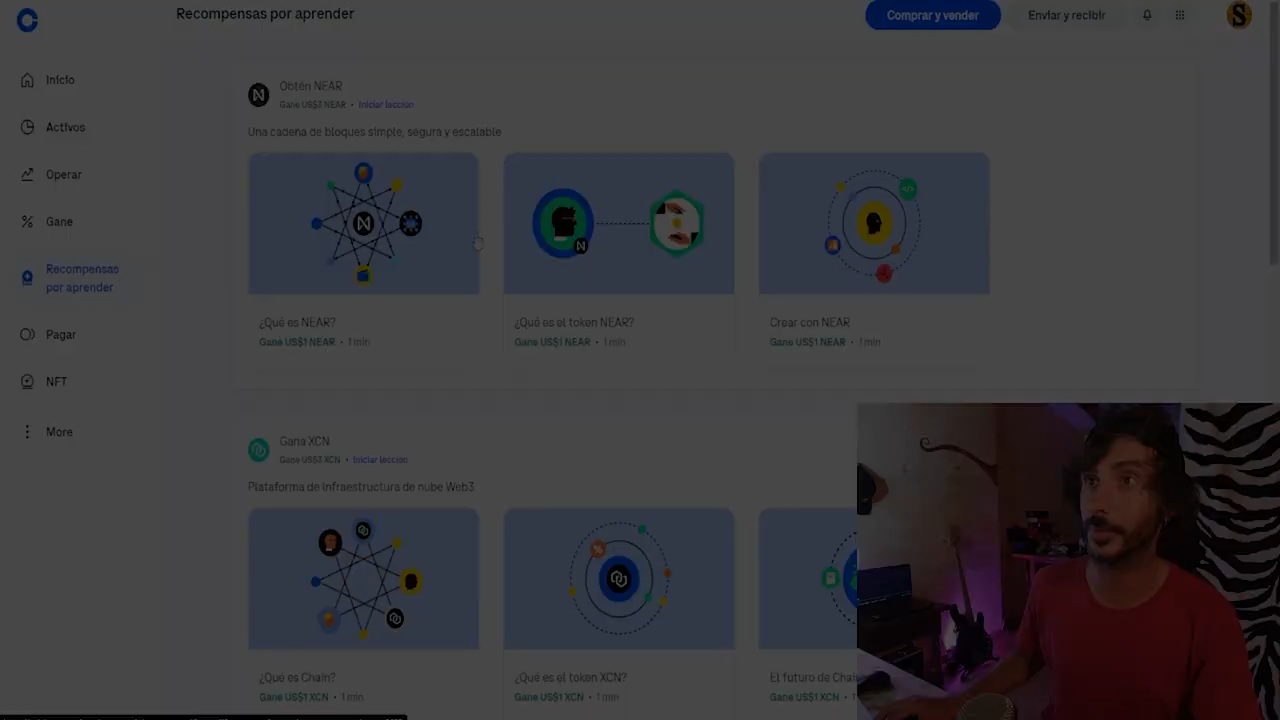 Recompensas por aprender
Comprar y vender
Enviar y recibir
S
Inicio
Activos
Operar
Gane
Recompensas
por aprender
Pagar
NFT
More
Obtén NEAR
Gane US$3 NEAR • Iniciar lección
Una cadena de bloques simple, segura y escalable
¿Qué es NEAR?
Gane US$1 NEAR • 1 min
¿Qué es el token NEAR?
Gane US$1 NEAR • 1 min
Crear con NEAR
Gane US$1 NEAR • 1 min
Gana XCN
Gane US$3 XCN • Iniciar lección
Plataforma de infraestructura de nube Web3
¿Qué es Chain?
Gane US$1 XCN • 1 min
¿Qué es el token XCN?
Gane US$1 XCN • 1 min
El futuro de Chai
Gane US$1 XCN • 1